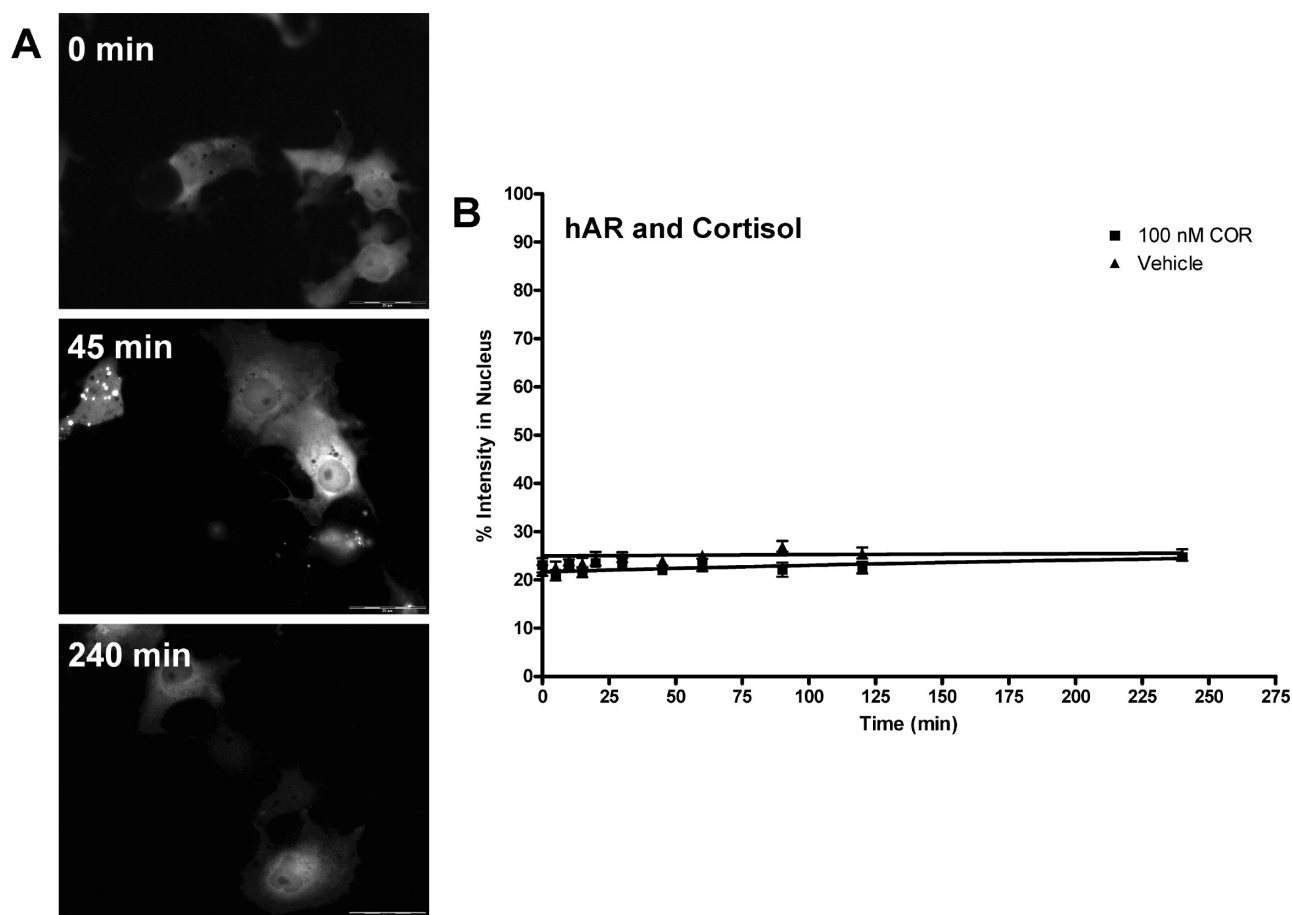 A
0 min
45 min
240 min
B
hAR and Cortisol
100 nM COR
Vehicle
% Intensity in Nucleus
100
90
80
70
60
50
40
30
20
10
0
0 25 50 75 100 125 150 175 200 225 250 275
Time (min)